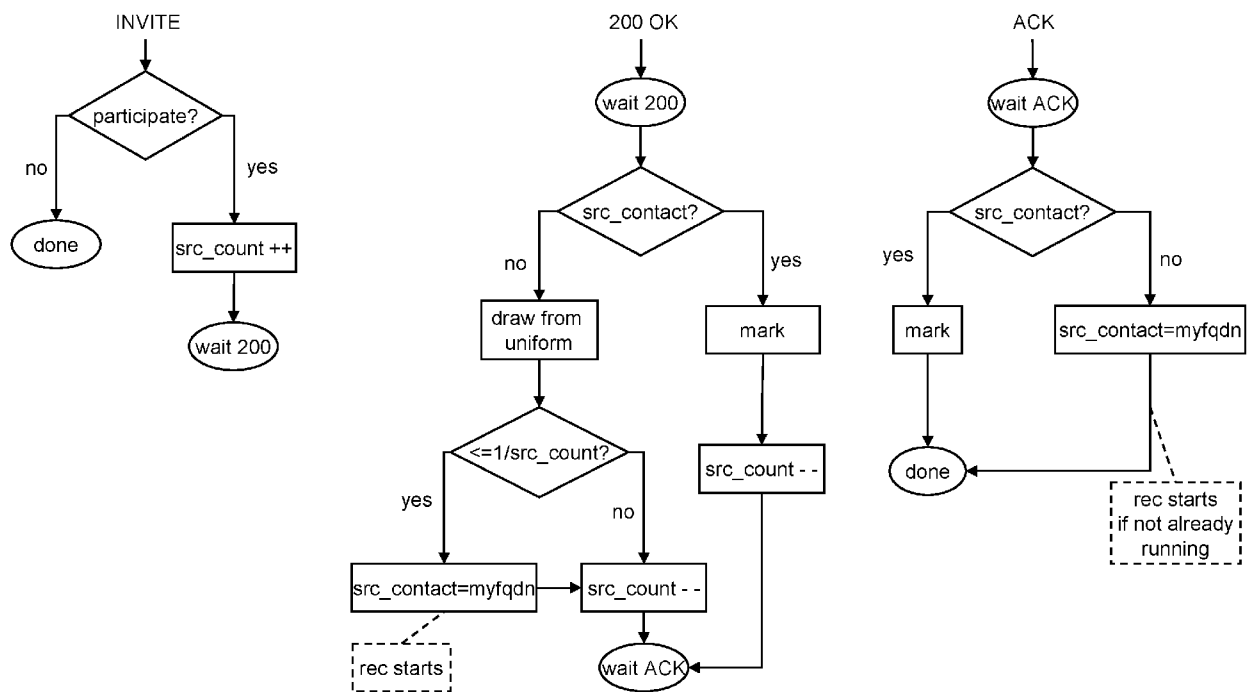 INVITE
participate?
no
yes
done
src_count ++
wait 200
200 OK
wait 200
src_contact?
no
yes
draw from
uniform
mark
<=1/src_count?
src_count - -
yes
no
src_contact=myfqdn
src_count - -
rec starts
wait ACK
ACK
wait ACK
src_contact?
yes
no
mark
src_contact=myfqdn
done
rec starts
if not already
running